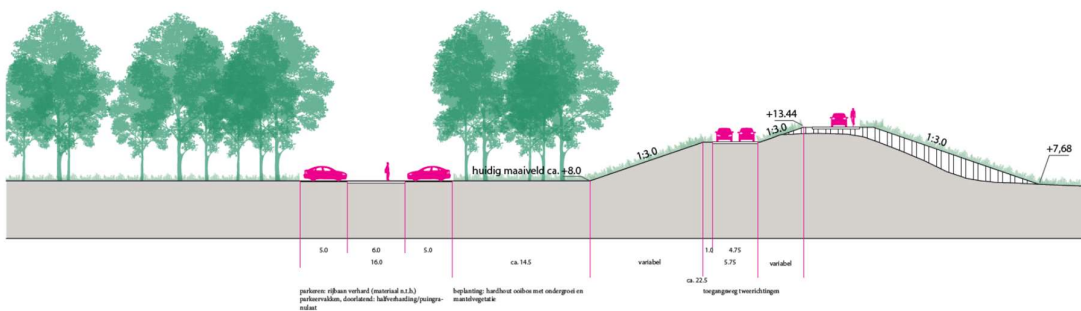 +13.44
1:3.0
1:3.0
1:3.0
+7,68
huidig maaiveld ca. +8.0
5.0
6.0
5.0
1.0
4.75
16.0
ca. 14.5
variabel
5.75
variabel
ca. 22.5
parkeren: rijbaan verhard (materiaal n.t.b.)
parkeervakken, doorlatend: halfverharding/puingra-
nulaat
beplanting: hardhout ooibos met ondergroei en
mantelvegetatie
toegangsweg tweerichtingen